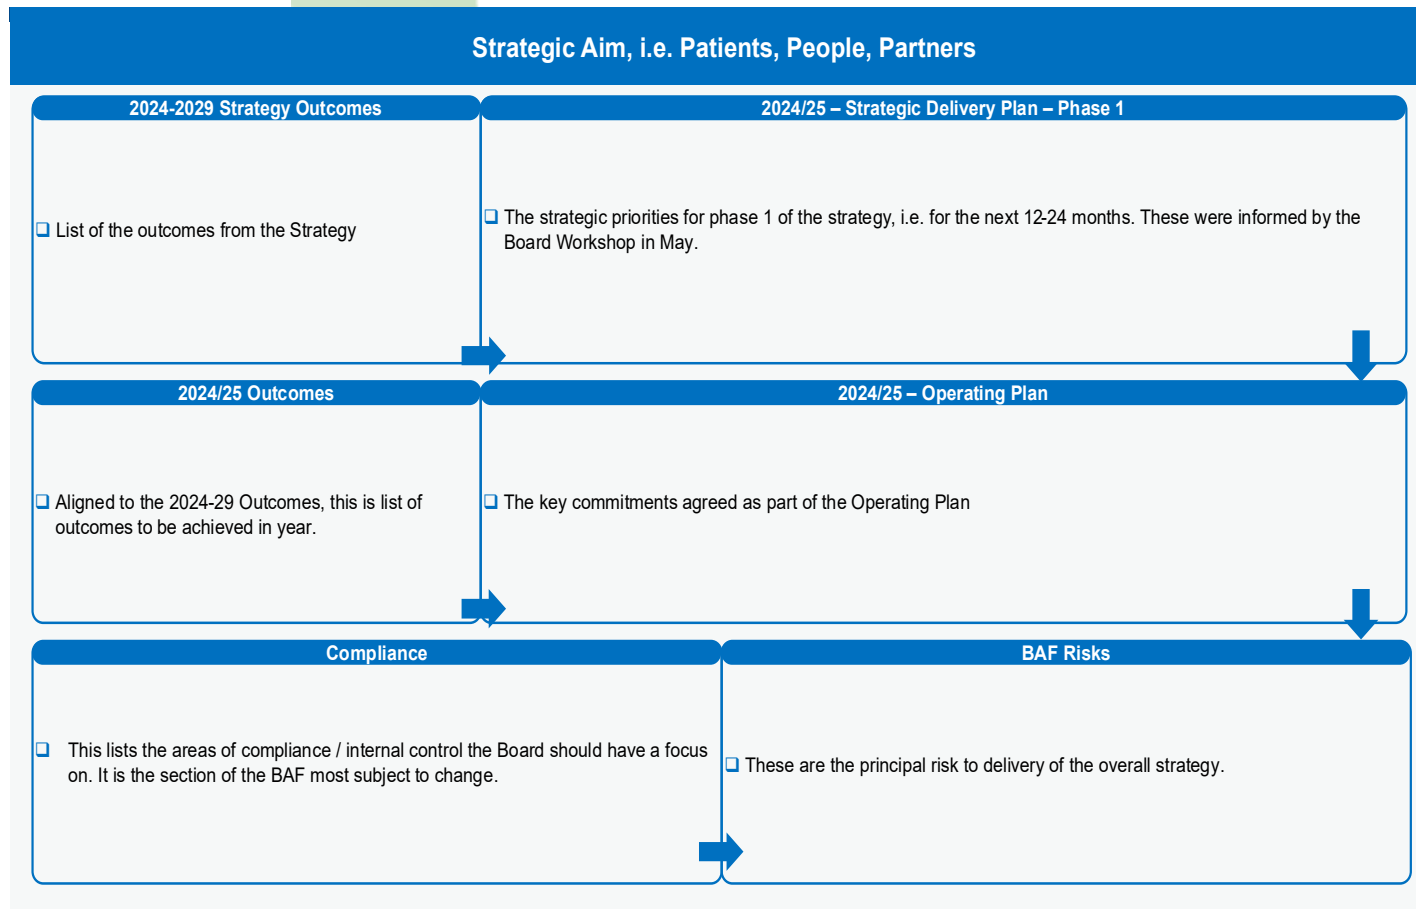 Strategic Aim, i.e. Patients, People, Partners
2024-2029 Strategy Outcomes
List of the outcomes from the Strategy
2024/25 – Strategic Delivery Plan – Phase 1
The strategic priorities for phase 1 of the strategy, i.e. for the next 12-24 months. These were informed by the
Board Workshop in May.
2024/25 Outcomes
Aligned to the 2024-29 Outcomes, this is list of
outcomes to be achieved in year.
2024/25 – Operating Plan
The key commitments agreed as part of the Operating Plan
Compliance
This lists the areas of compliance / internal control the Board should have a focus
on. It is the section of the BAF most subject to change.
BAF Risks
These are the principal risk to delivery of the overall strategy.